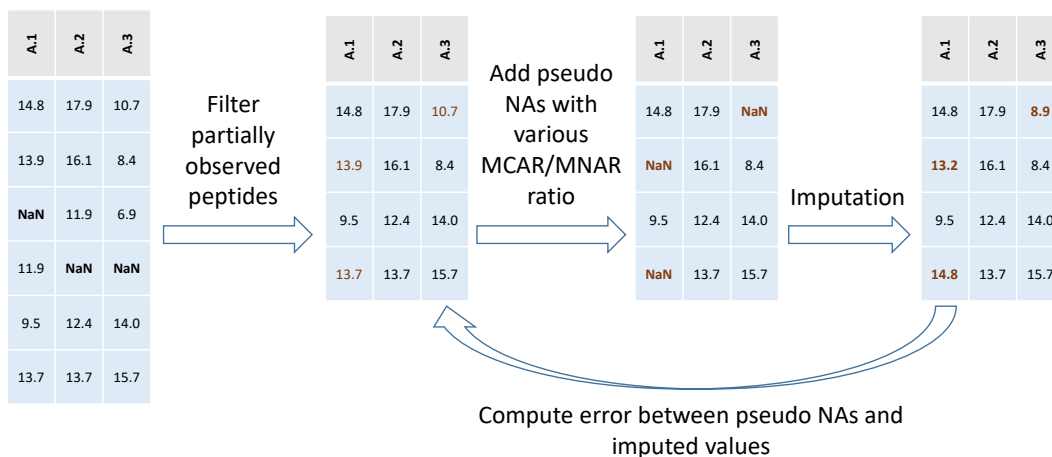 A.1 A.2 A.3
14.8 17.9 10.7
13.9 16.1 8.4
NaN 11.9 6.9
11.9 NaN NaN
9.5 12.4 14.0
13.7 13.7 15.7
Filter
partially
observed
peptides
A.1 A.2 A.3
14.8 17.9 10.7
13.9 16.1 8.4
9.5 12.4 14.0
13.7 13.7 15.7
Add pseudo
NAs with
various
MCAR/MNAR
ratio
A.1 A.2 A.3
14.8 17.9 NaN
NaN 16.1 8.4
9.5 12.4 14.0
NaN 13.7 15.7
Imputation
A.1 A.2 A.3
14.8 17.9 8.9
13.2 16.1 8.4
9.5 12.4 14.0
14.8 13.7 15.7
Compute error between pseudo NAs and
imputed values